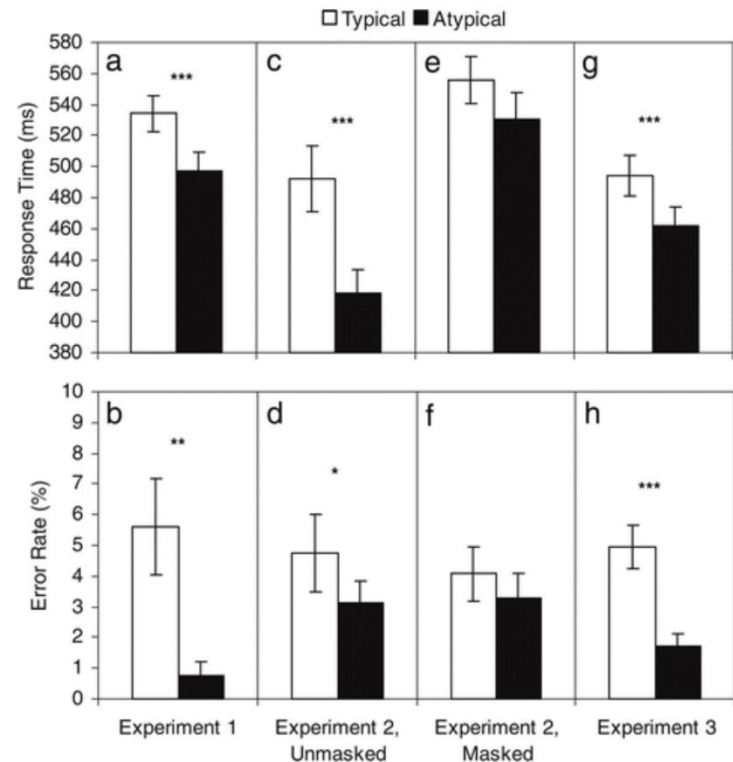 Typical Atypical
580
560
540
520
500
480
460
440
420
400
380
Response Time (ms)
a
***
c
***
e
g
***
10
9
8
7
6
5
4
3
2
1
0
Error Rate (%)
b
**
d
*
f
h
***
Experiment 1
Experiment 2,
Unmasked
Experiment 2,
Masked
Experiment 3